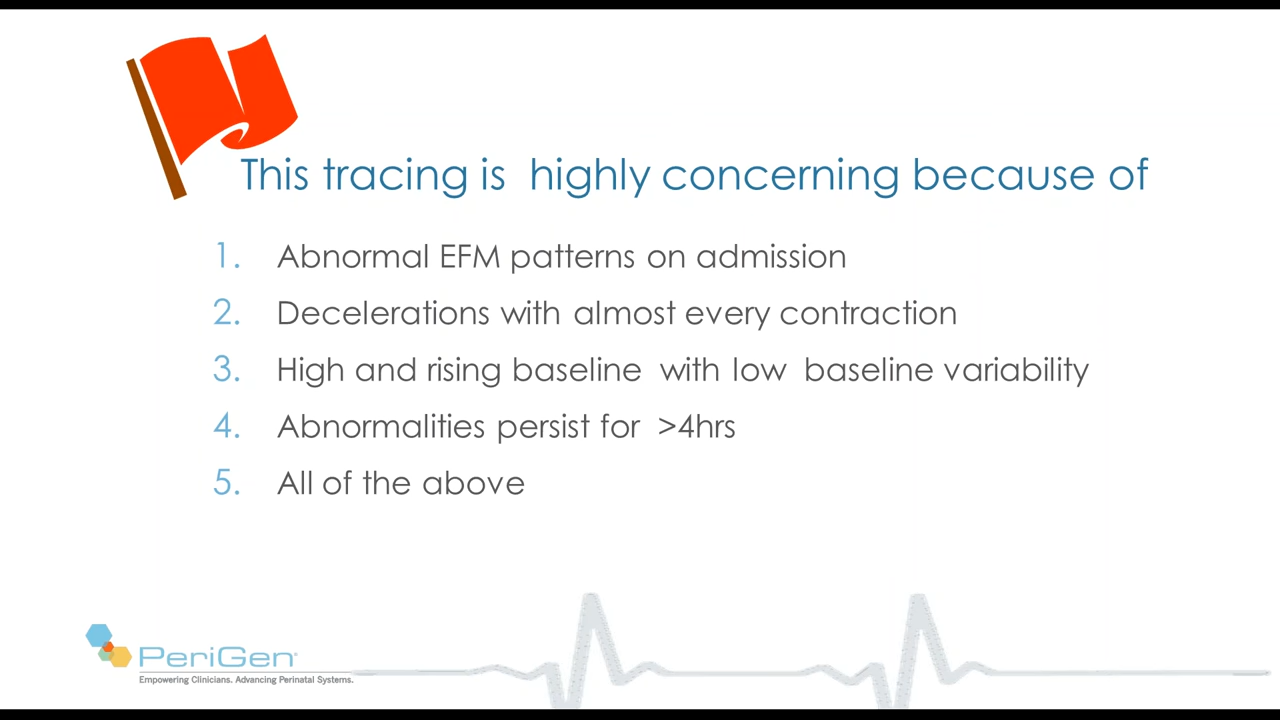 This tracing is highly concerning because of
1. Abnormal EFM patterns on admission
2. Decelerations with almost every contraction
3. High and rising baseline with low baseline variability
4. Abnormalities persist for >4hrs
5. All of the above
PeriGen
Empowering Clinicians. Advancing Perinatal Systems.